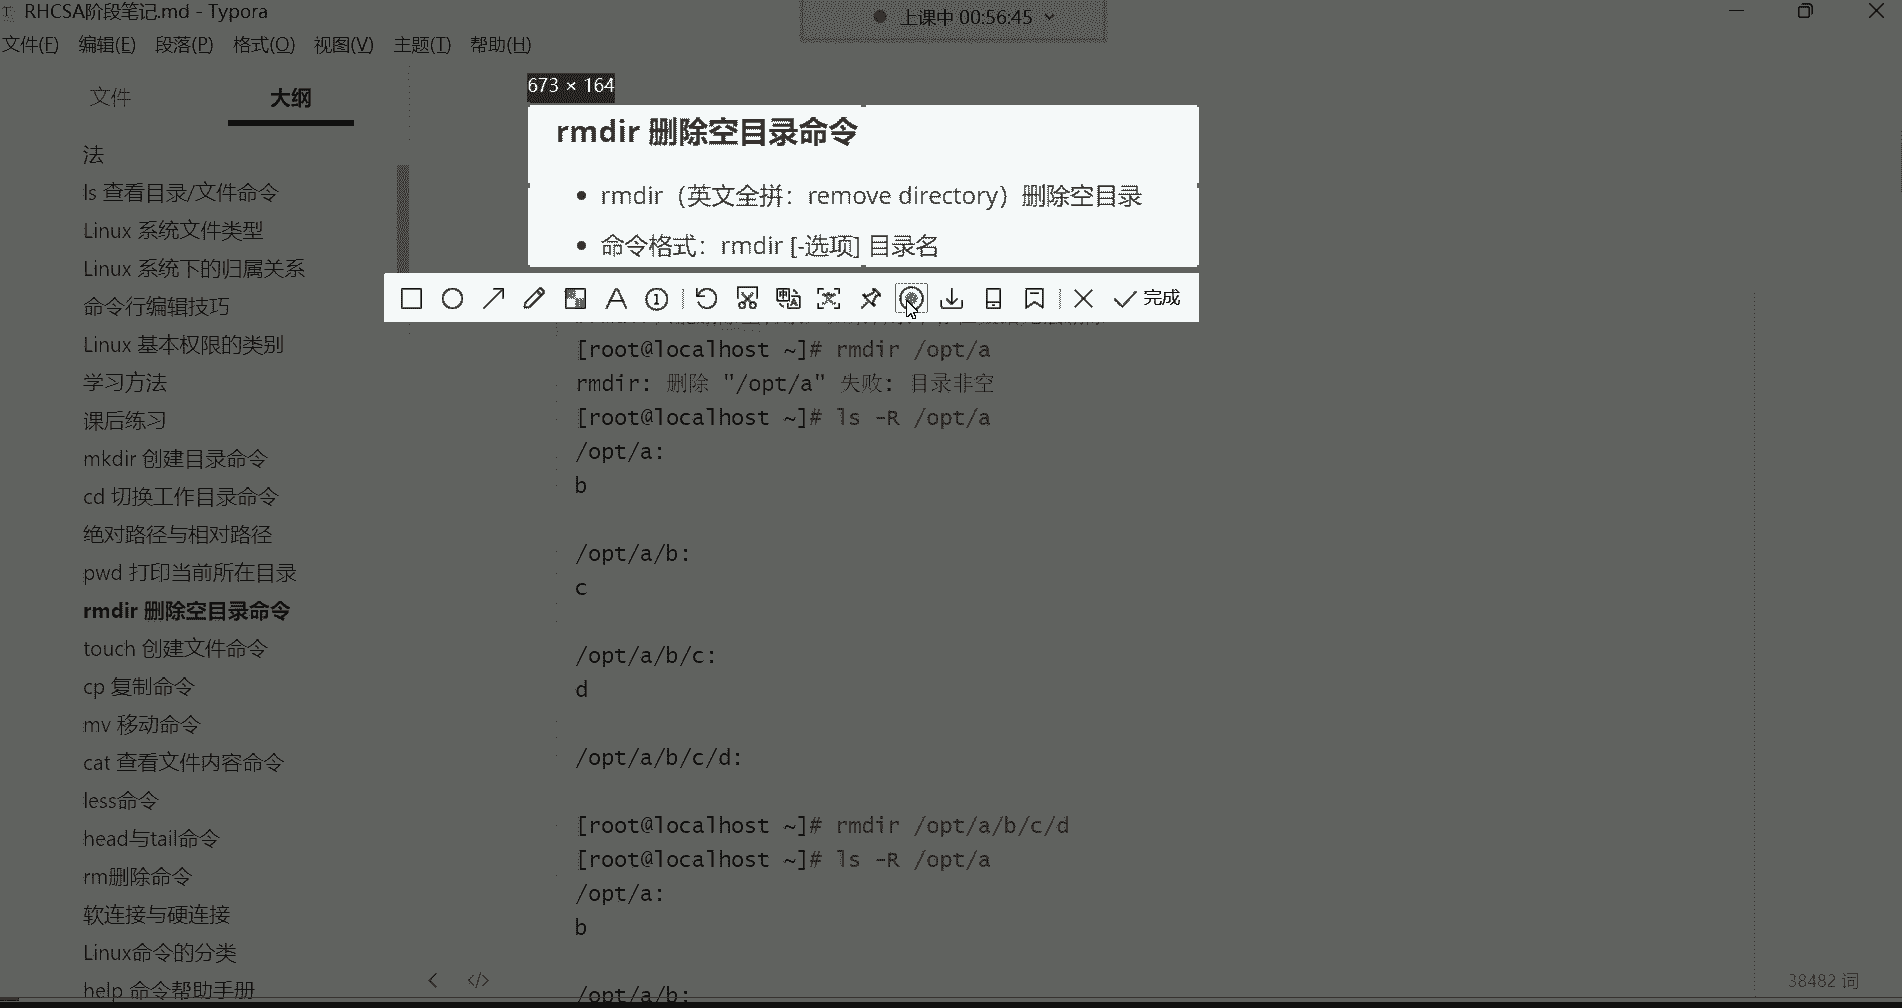 RHCSA阶段笔记.md - Typora
上课中 00:56:45
文件(F) 编辑(E) 段落(P) 格式(O) 视图(V) 主题(T) 帮助(H)
文件 大纲
法
ls 查看目录/文件命令
Linux 系统文件类型
Linux 系统下的归属关系
命令行编辑技巧
Linux 基本权限的类别
学习方法
课后练习
mkdir 创建目录命令
cd 切换工作目录命令
绝对路径与相对路径
pwd 打印当前所在目录
rmdir 删除空目录命令
touch 创建文件命令
cp 复制命令
mv 移动命令
cat 查看文件内容命令
less命令
head与tail命令
rm删除命令
软连接与硬连接
Linux命令的分类
help 命令帮助手册
673 × 164
rmdir 删除空目录命令
rmdir（英文全拼：remove directory）删除空目录
命令格式：rmdir [-选项] 目录名
完成
[root@localhost ~]# rmdir /opt/a
rmdir: 删除 "/opt/a" 失败: 目录非空
[root@localhost ~]# ls -R /opt/a
/opt/a:
b
/opt/a/b:
c
/opt/a/b/c:
d
/opt/a/b/c/d:
[root@localhost ~]# rmdir /opt/a/b/c/d
[root@localhost ~]# ls -R /opt/a
/opt/a:
b
/opt/a/b:
38482 词